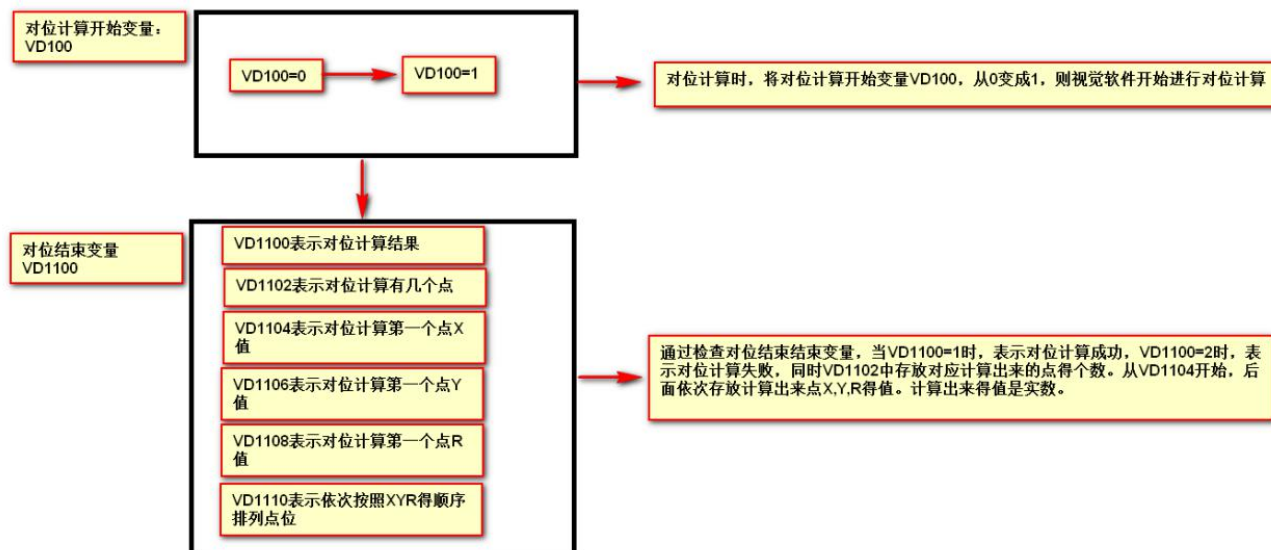 对位计算开始变量：
VD100
VD100=0
VD100=1
对位计算时，将对位计算开始变量VD100，从0变成1，则视觉软件开始进行对位计算
对位结束变量
VD1100
VD1100表示对位计算结果
VD1102表示对位计算有几个点
VD1104表示对位计算第一个点X
值
VD1106表示对位计算第一个点Y
值
VD1108表示对位计算第一个点R
值
VD1110表示依次按照XYR得顺序
排列点位
通过检查对位结束结束变量，当VD1100=1时，表示对位计算成功，VD1100=2时，表
示对位计算失败，同时VD1102中存放对应计算出来的点得个数。从VD1104开始，后
面依次存放计算出来点X,Y,R得值。计算出来得值是实数。